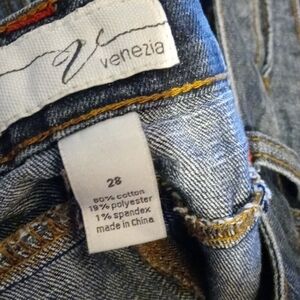 venezia
28
80% cotton
19% polyester
1% spandex
made in China